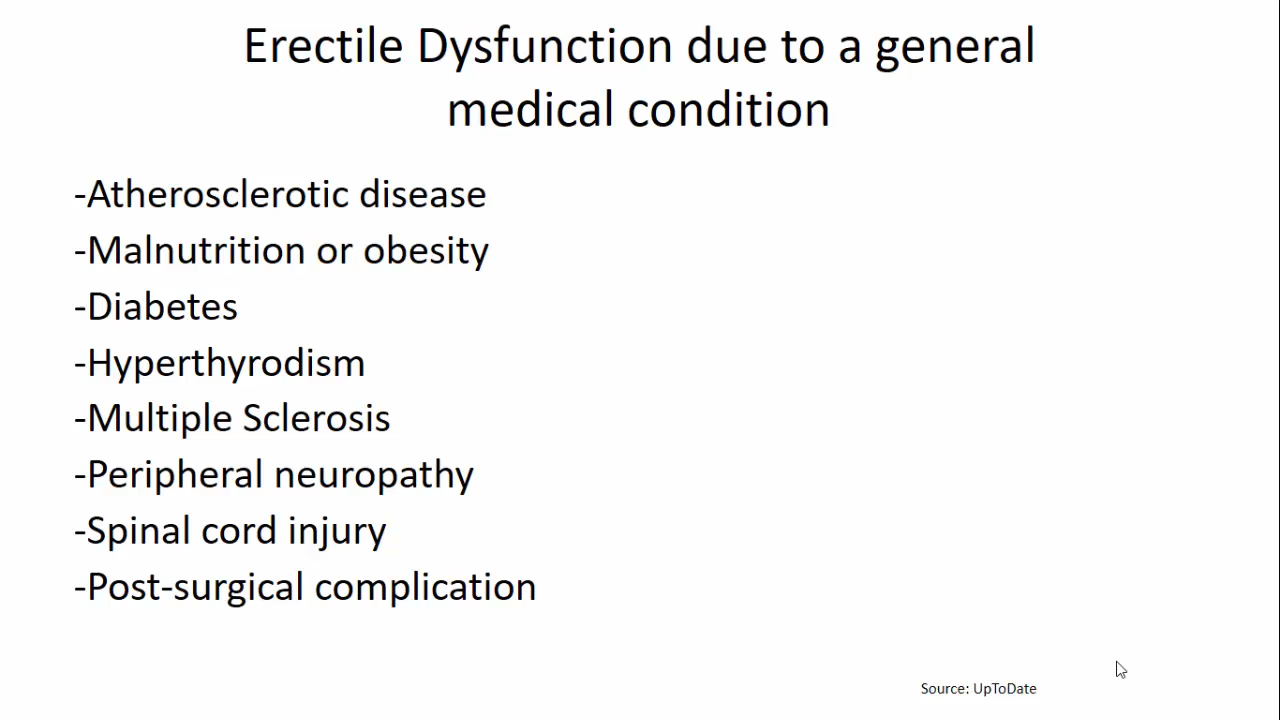 Erectile Dysfunction due to a general
medical condition
-Atherosclerotic disease
-Malnutrition or obesity
-Diabetes
-Hyperthyrodism
-Multiple Sclerosis
-Peripheral neuropathy
-Spinal cord injury
-Post-surgical complication
Source: UpToDate